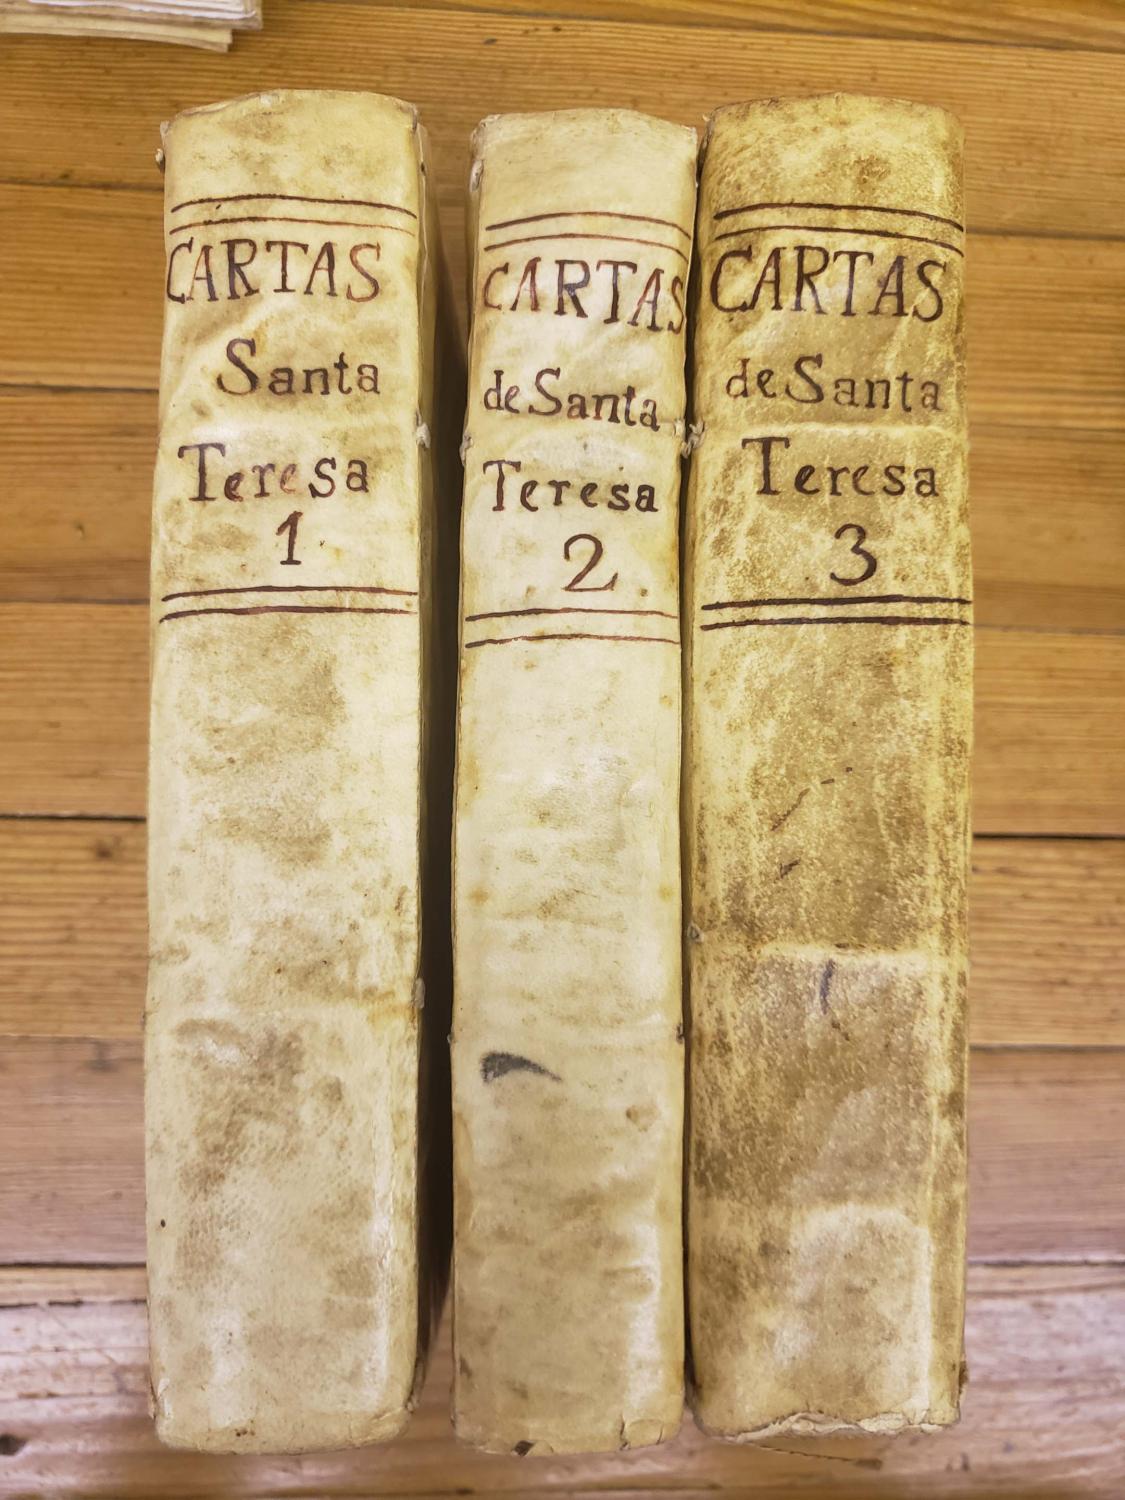 CARTAS
Santa
Teresa
1
CARTAS
de Santa
Teresa
2
CARTAS
de Santa
Teresa
3